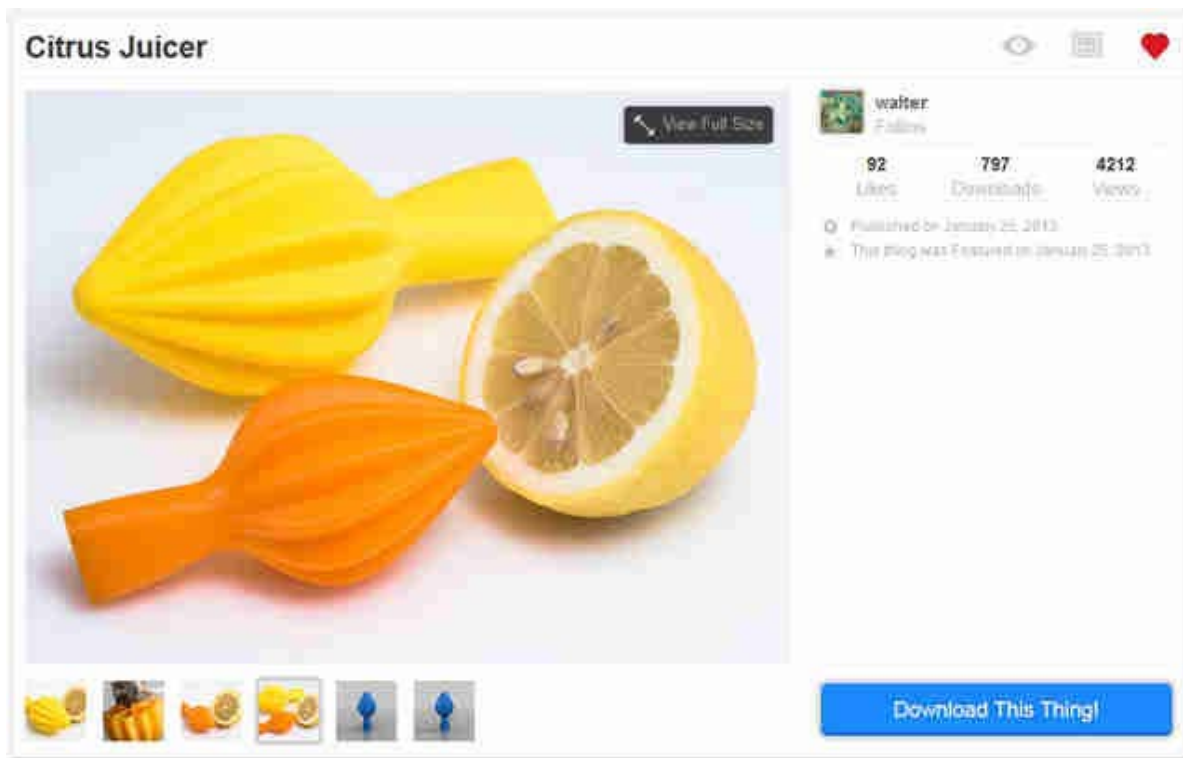 Citrus Juicer
View Full Size
walter
Follow
92 797 4212
Likes Downloads Views
Published on January 25, 2013
This thing was Featured on January 25, 2013
Download This Thing!